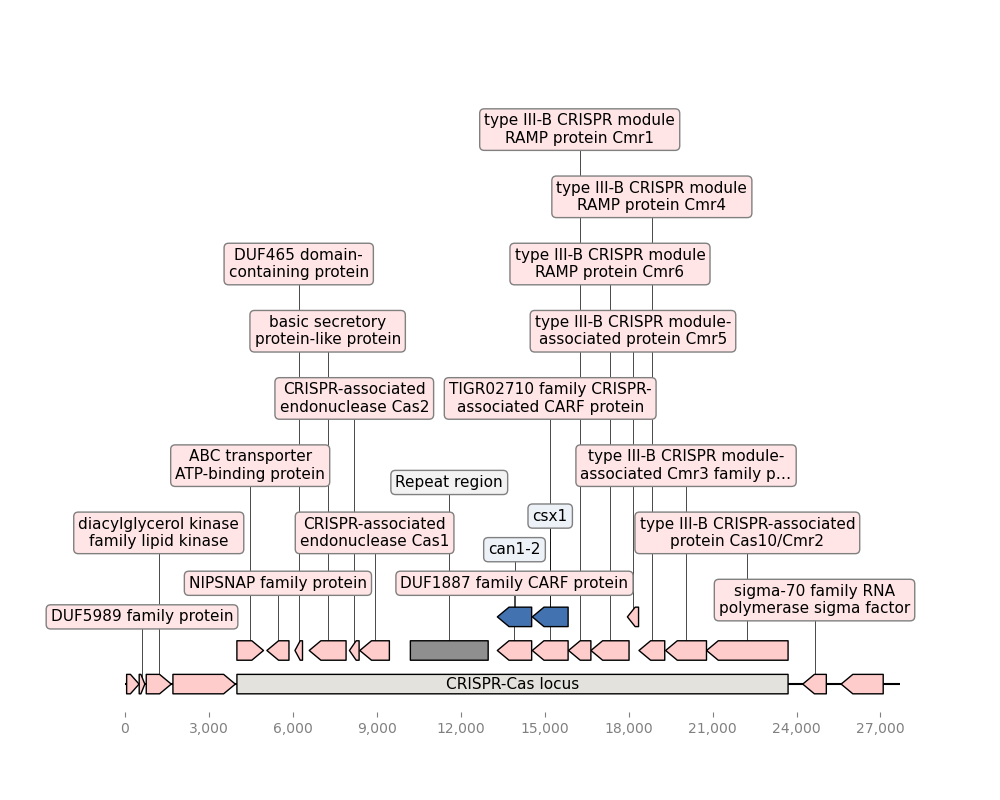 type III-B CRISPR module
RAMP protein Cmr1
type III-B CRISPR module
RAMP protein Cmr4
DUF465 domain-
containing protein
type III-B CRISPR module
RAMP protein Cmr6
basic secretory
protein-like protein
type III-B CRISPR module-
associated protein Cmr5
CRISPR-associated
endonuclease Cas2
TIGR02710 family CRISPR-
associated CARF protein
ABC transporter
ATP-binding protein
type III-B CRISPR module-
associated Cmr3 family p...
Repeat region
csx1
diacylglycerol kinase
family lipid kinase
CRISPR-associated
endonuclease Cas1
type III-B CRISPR-associated
protein Cas10/Cmr2
can1-2
NIPSNAP family protein
DUF1887 family CARF protein
sigma-70 family RNA
polymerase sigma factor
DUF5989 family protein
CRISPR-Cas locus
0
3,000
6,000
9,000
12,000
15,000
18,000
21,000
24,000
27,000